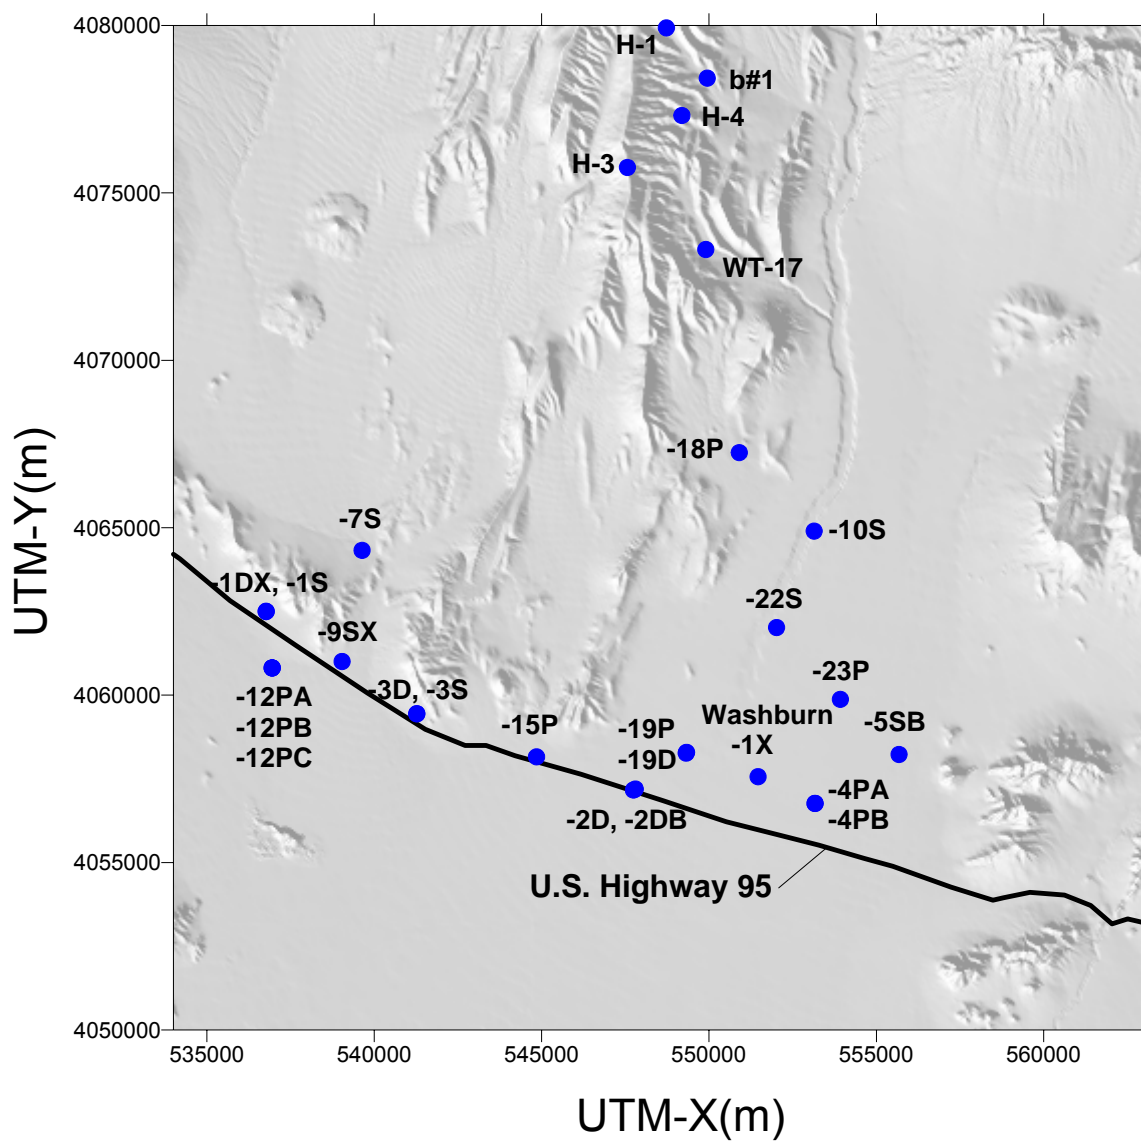 4080000
H-1
b#1
H-4
H-3
4075000
WT-17
4070000
-18P
4065000
-7S
-10S
-1DX, -1S
-22S
-9SX
-23P
4060000
-3D, -3S
-12PA
-12PB
-12PC
-15P
-19P
-19D
Washburn
-1X
-5SB
-4PA
-4PB
-2D, -2DB
4055000
U.S. Highway 95
4050000
535000
540000
545000
550000
555000
560000
UTM-X(m)
UTM-Y(m)